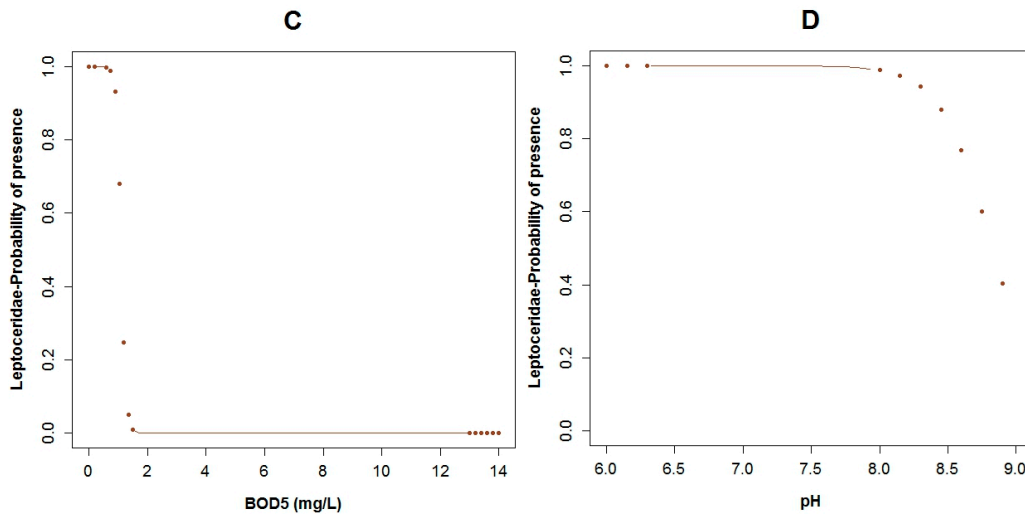 C
Leptoceridae-Probability of presence
1.0
0.8
0.6
0.4
0.2
0.0
0 2 4 6 8 10 12 14
BOD5 (mg/L)
D
Leptoceridae-Probability of presence
1.0
0.8
0.6
0.4
0.2
0.0
6.0 6.5 7.0 7.5 8.0 8.5 9.0
pH